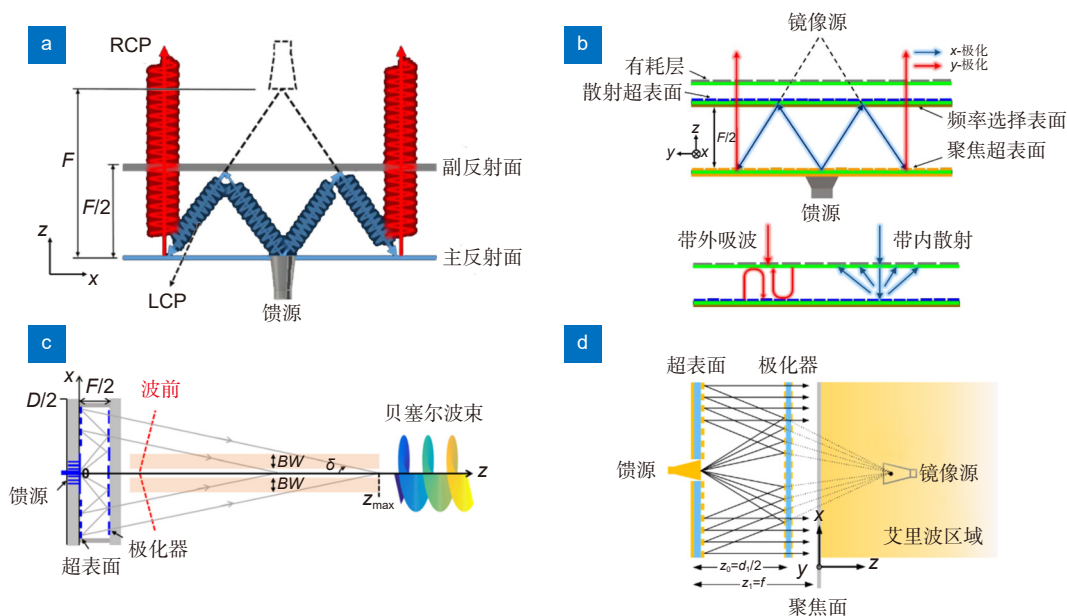 a
RCP
F
F/2
z
x
副反射面
主反射面
LCP
馈源
b
镜像源
x-极化
y-极化
有耗层
散射超表面
频率选择表面
F/2
z
y
x
聚焦超表面
馈源
带外吸波
带内散射
c
x
D/2
F/2
波前
贝塞尔波束
BW
δ
0
z
BW
zmax
馈源
极化器
超表面
d
超表面
极化器
馈源
镜像源
x
艾里波区域
z0=d1/2
y
z
z1=f
聚焦面